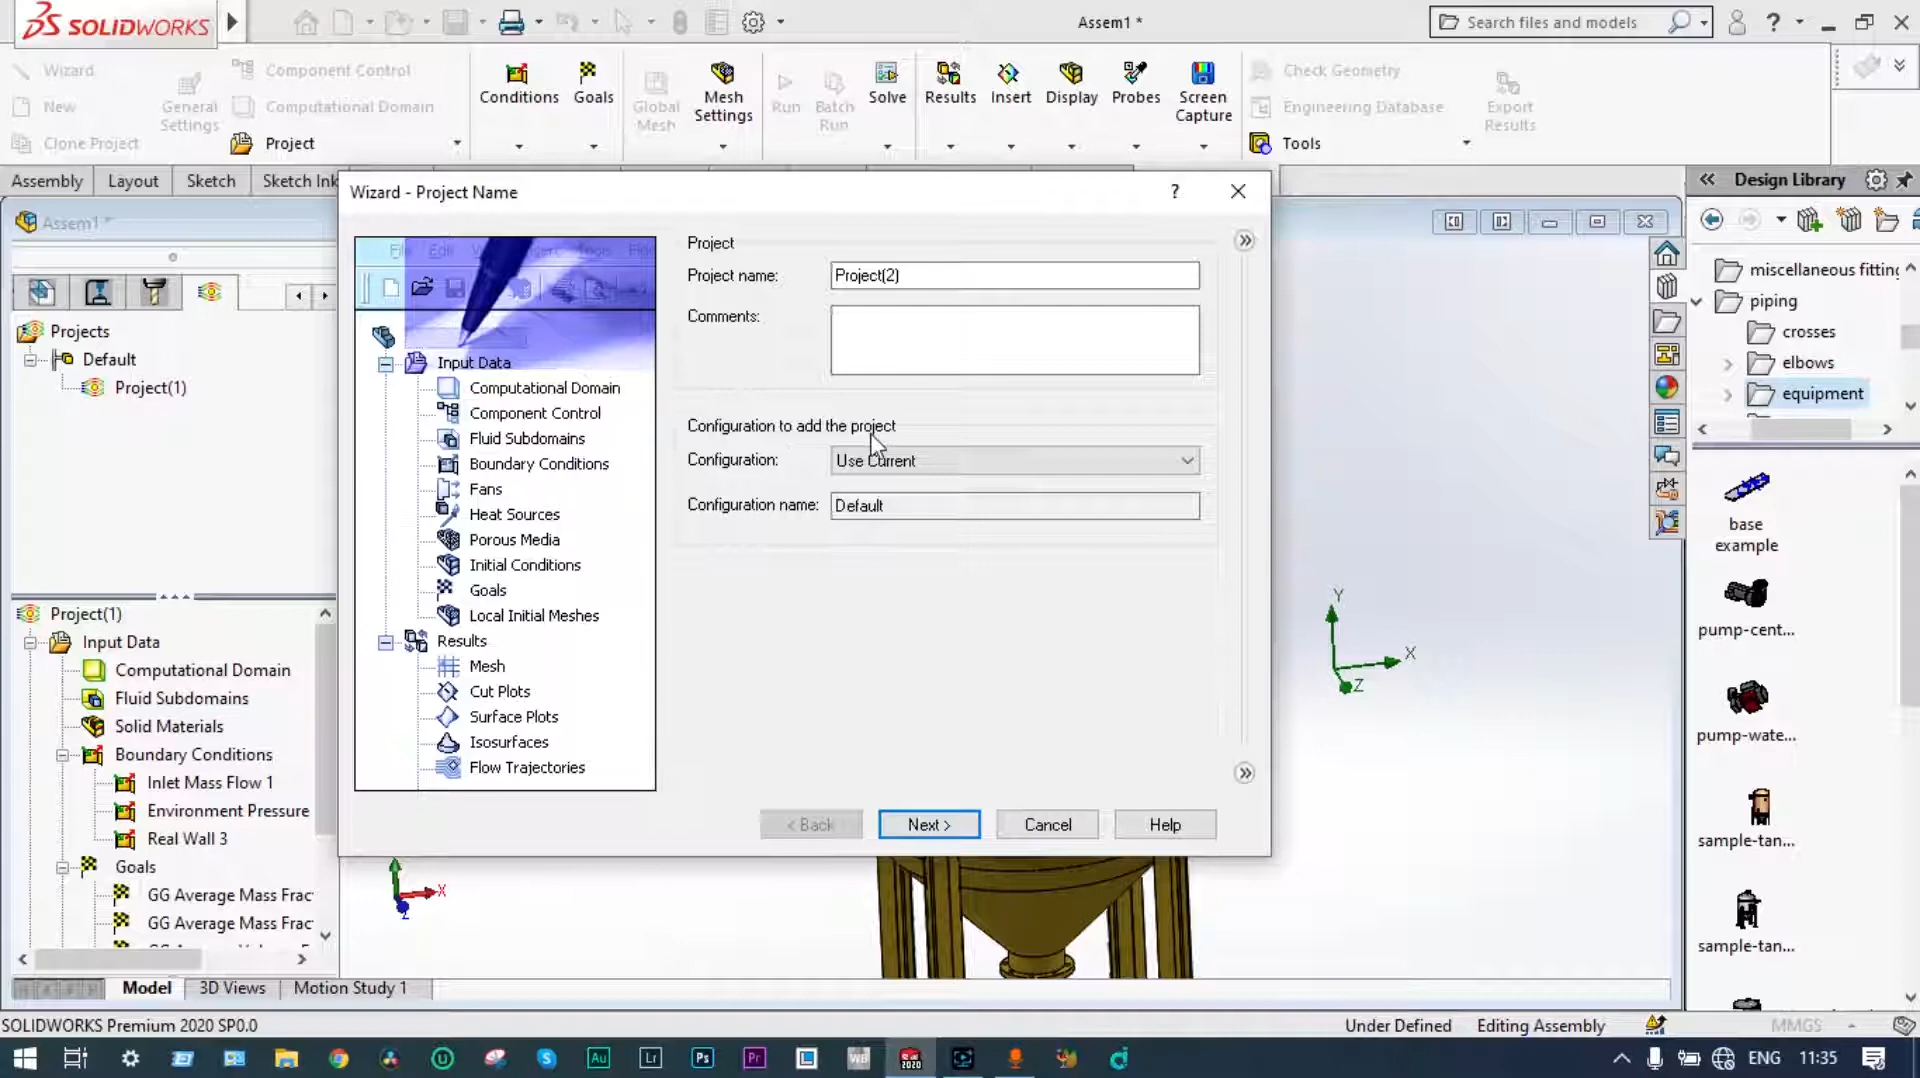 SOLIDWORKS
Assem1 *
Search files and models
Wizard
New
Clone Project
General Settings
Component Control
Computational Domain
Project
Conditions
Goals
Global Mesh
Mesh Settings
Run
Batch Run
Solve
Results
Insert
Display
Probes
Screen Capture
Check Geometry
Engineering Database
Tools
Export Results
Assembly
Layout
Sketch
Sketch Ink
Assem1 *
Projects
Default
Project(1)
Project(1)
Input Data
Computational Domain
Fluid Subdomains
Solid Materials
Boundary Conditions
Inlet Mass Flow 1
Environment Pressure
Real Wall 3
Goals
GG Average Mass Frac
GG Average Mass Frac
Wizard - Project Name
?
Input Data
Computational Domain
Component Control
Fluid Subdomains
Boundary Conditions
Fans
Heat Sources
Porous Media
Initial Conditions
Goals
Local Initial Meshes
Results
Mesh
Cut Plots
Surface Plots
Isosurfaces
Flow Trajectories
Project
Project name: Project(2)
Comments:
Configuration to add the project
Configuration: Use Current
Configuration name: Default
< Back
Next >
Cancel
Help
Y
X
Z
X
Z
Design Library
miscellaneous fitting
piping
crosses
elbows
equipment
base example
pump-cent...
pump-wate...
sample-tan...
sample-tan...
Model
3D Views
Motion Study 1
SOLIDWORKS Premium 2020 SP0.0
Under Defined
Editing Assembly
MMGS
Au
Lr
Ps
Pr
WB
2020
ENG
11:35